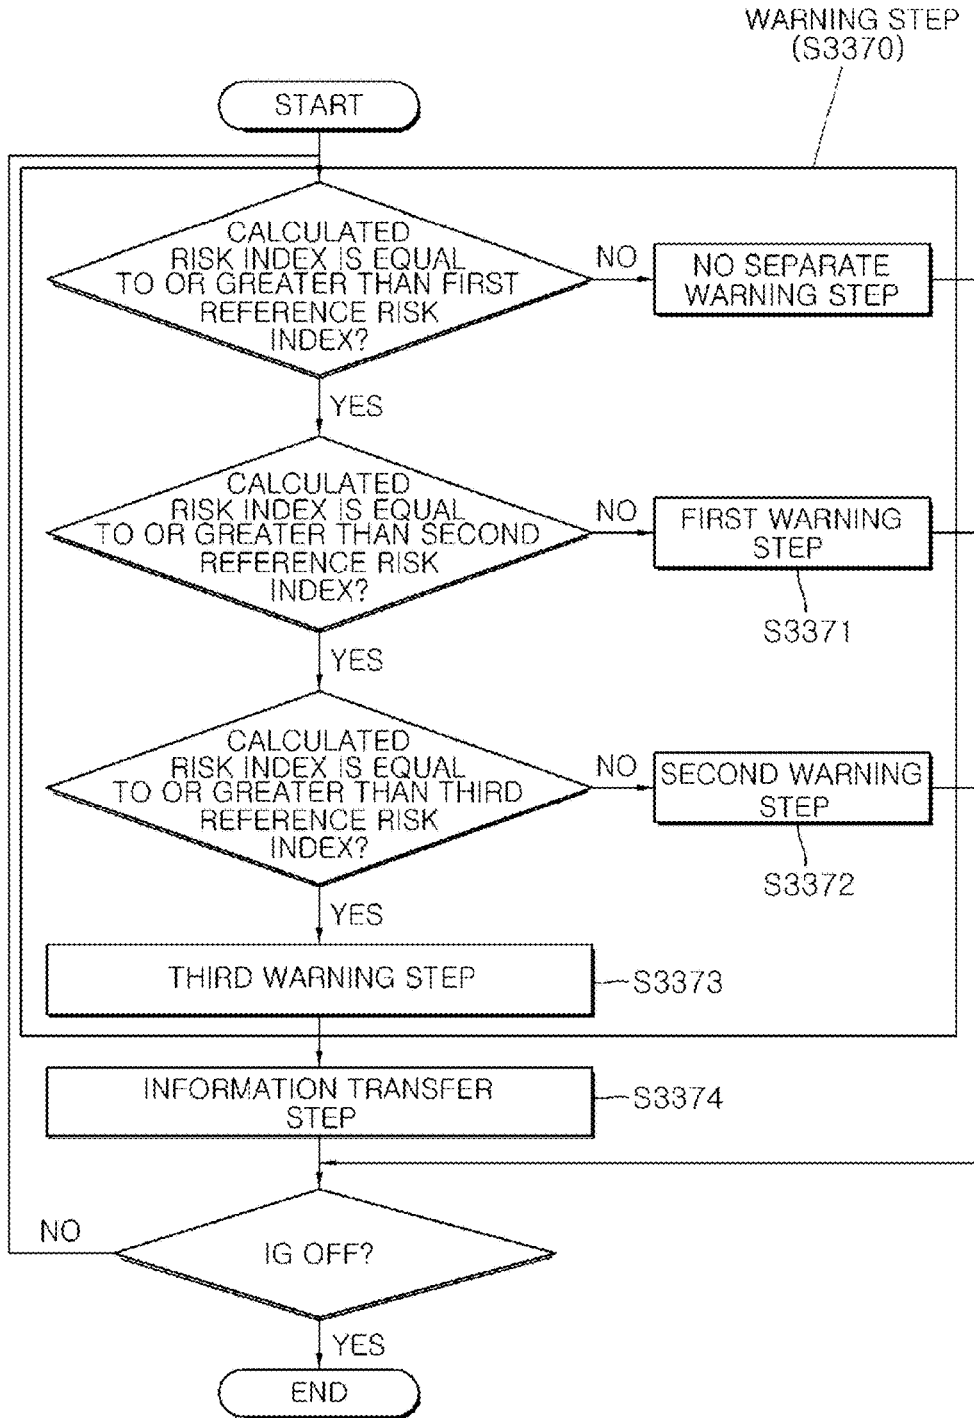 WARNING STEP
(S3370)
START
CALCULATED
RISK INDEX IS EQUAL
TO OR GREATER THAN FIRST
REFERENCE RISK
INDEX?
NO
NO SEPARATE
WARNING STEP
YES
CALCULATED
RISK INDEX IS EQUAL
TO OR GREATER THAN SECOND
REFERENCE RISK
INDEX?
NO
FIRST WARNING
STEP
S3371
YES
CALCULATED
RISK INDEX IS EQUAL
TO OR GREATER THAN THIRD
REFERENCE RISK
INDEX?
NO
SECOND WARNING
STEP
S3372
YES
THIRD WARNING STEP
S3373
INFORMATION TRANSFER
STEP
S3374
NO
IG OFF?
YES
END